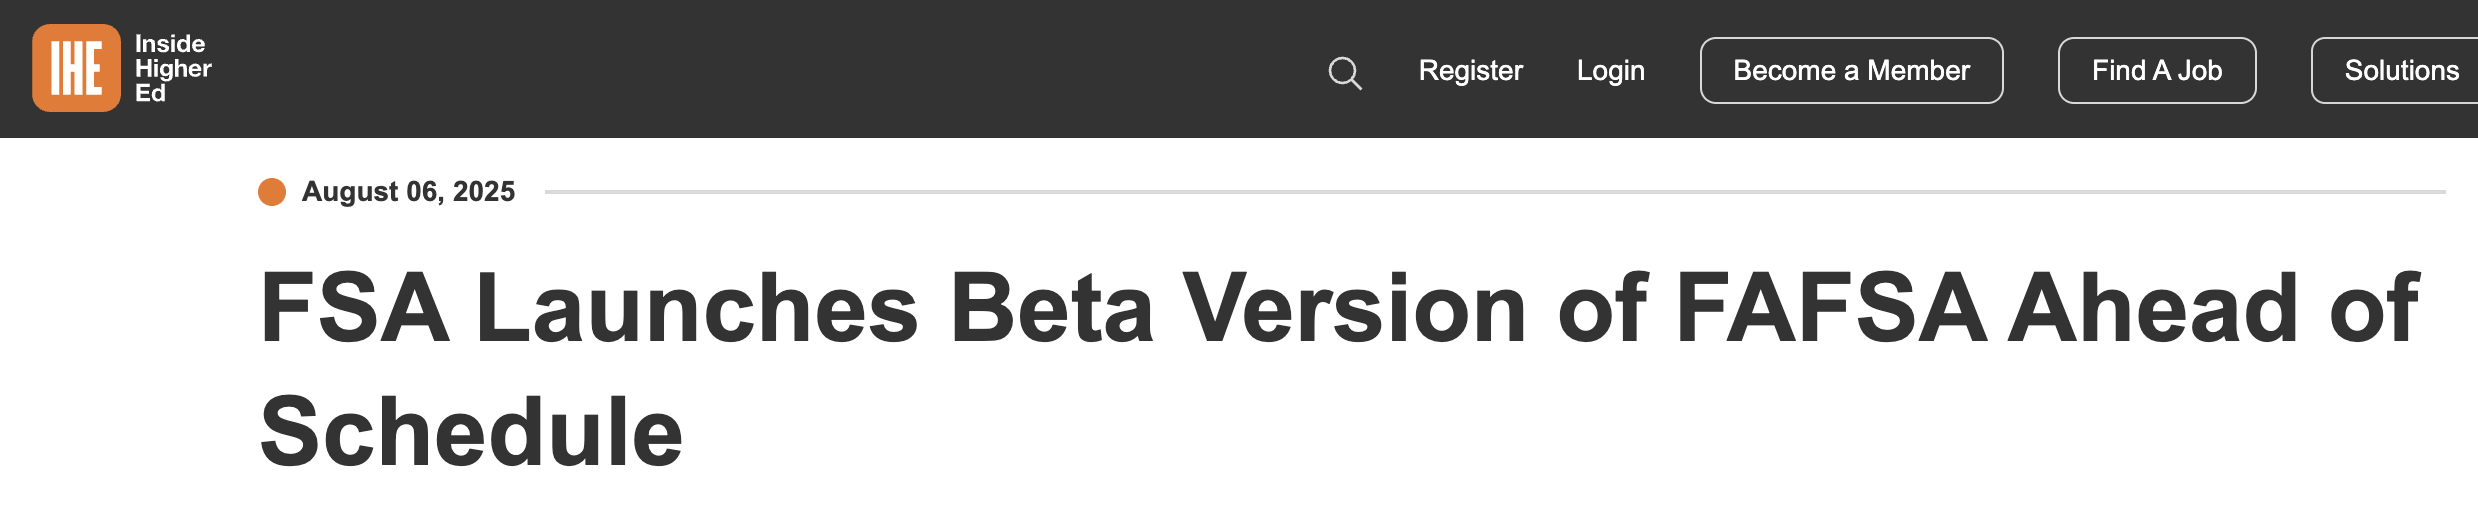 IHE
Inside
Higher
Ed
Register Login Become a Member Find A Job Solutions
August 06, 2025
FSA Launches Beta Version of FAFSA Ahead of
Schedule